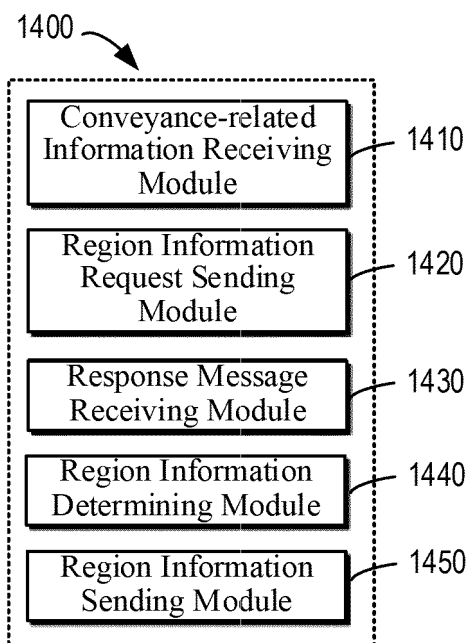 1400
Conveyance-related
Information Receiving
Module
1410
Region Information
Request Sending
Module
1420
Response Message
Receiving Module
1430
Region Information
Determining Module
1440
Region Information
Sending Module
1450